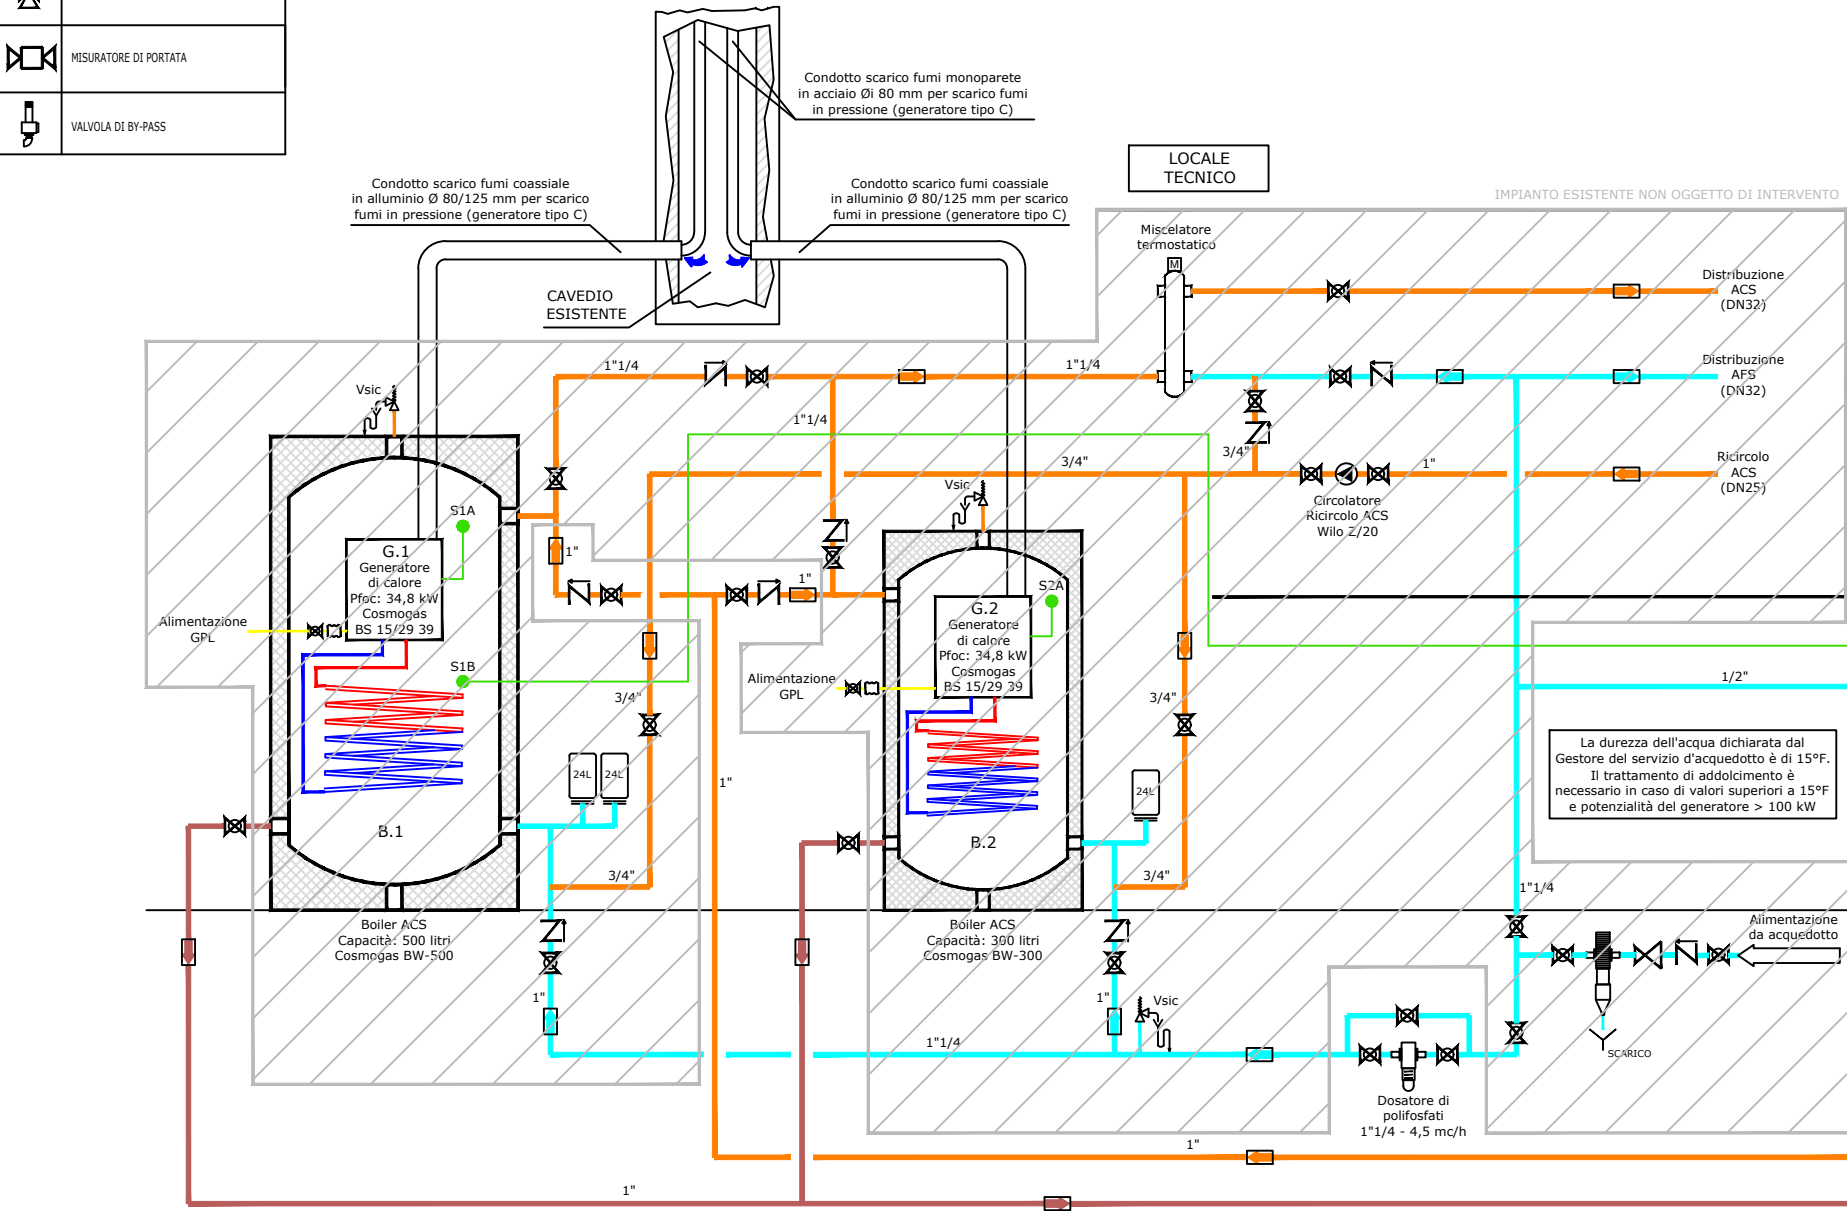 MISURATORE DI PORTATA
VALVOLA DI BY-PASS
Condotto scarico fumi monoparete
in acciaio Øi 80 mm per scarico fumi
in pressione (generatore tipo C)
Condotto scarico fumi coassiale
in alluminio Ø 80/125 mm per scarico
fumi in pressione (generatore tipo C)
Condotto scarico fumi coassiale
in alluminio Ø 80/125 mm per scarico
fumi in pressione (generatore tipo C)
CAVEDIO
ESISTENTE
LOCALE
TECNICO
IMPIANTO ESISTENTE NON OGGETTO DI INTERVENTO
Miscelatore
termostatico
M
Distribuzione
ACS
(DN32)
Distribuzione
AFS
(DN32)
Ricircolo
ACS
(DN25)
1"1/4
1"1/4
1"1/4
3/4"
3/4"
1"
Circolatore
Ricircolo ACS
Wilo Z/20
Vsic
Vsic
S1A
G.1
Generatore
di calore
Pfoc: 34,8 kW
Cosmogas
BS 15/29 39
Alimentazione
GPL
S1B
1"
1"
S2A
G.2
Generatore
di calore
Pfoc: 34,8 kW
Cosmogas
BS 15/29 39
Alimentazione
GPL
3/4"
3/4"
1/2"
La durezza dell'acqua dichiarata dal
Gestore del servizio d'acquedotto è di 15°F.
Il trattamento di addolcimento è
necessario in caso di valori superiori a 15°F
e potenzialità del generatore > 100 kW
24L
24L
24L
1"
B.1
B.2
3/4"
3/4"
1"1/4
Boiler ACS
Capacità: 500 litri
Cosmogas BW-500
Boiler ACS
Capacità: 300 litri
Cosmogas BW-300
Alimentazione
da acquedotto
1"
1"
Vsic
1"1/4
SCARICO
Dosatore di
polifosfati
1"1/4 - 4,5 mc/h
1"
1"